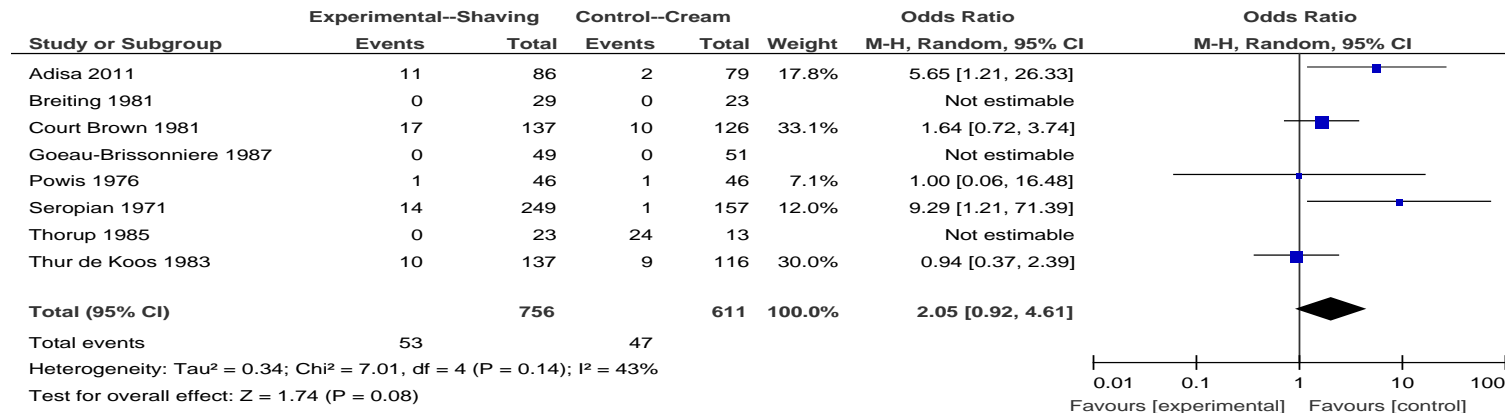 Experimental--Shaving Control--Cream Odds Ratio Odds Ratio
Study or Subgroup Events Total Events Total Weight M-H, Random, 95% CI M-H, Random, 95% CI
Adisa 2011 11 86 2 79 17.8% 5.65 [1.21, 26.33]
Breiting 1981 0 29 0 23 Not estimable
Court Brown 1981 17 137 10 126 33.1% 1.64 [0.72, 3.74]
Goeau-Brissonniere 1987 0 49 0 51 Not estimable
Powis 1976 1 46 1 46 7.1% 1.00 [0.06, 16.48]
Seropian 1971 14 249 1 157 12.0% 9.29 [1.21, 71.39]
Thorup 1985 0 23 24 13 Not estimable
Thur de Koos 1983 10 137 9 116 30.0% 0.94 [0.37, 2.39]
Total (95% CI) 756 611 100.0% 2.05 [0.92, 4.61]
Total events 53 47
Heterogeneity: Tau² = 0.34; Chi² = 7.01, df = 4 (P = 0.14); I² = 43%
Test for overall effect: Z = 1.74 (P = 0.08)
0.01 0.1 1 10 100
Favours [experimental] Favours [control]